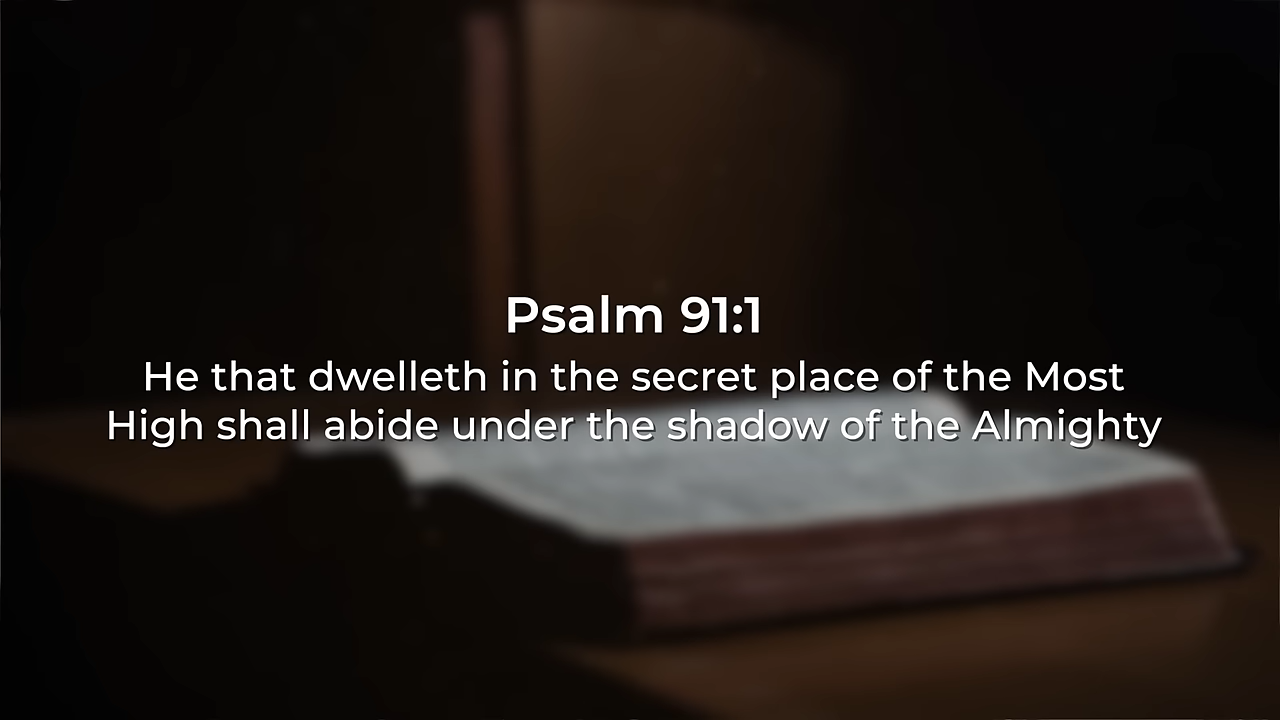 Psalm 91:1
He that dwelleth in the secret place of the Most
High shall abide under the shadow of the Almighty